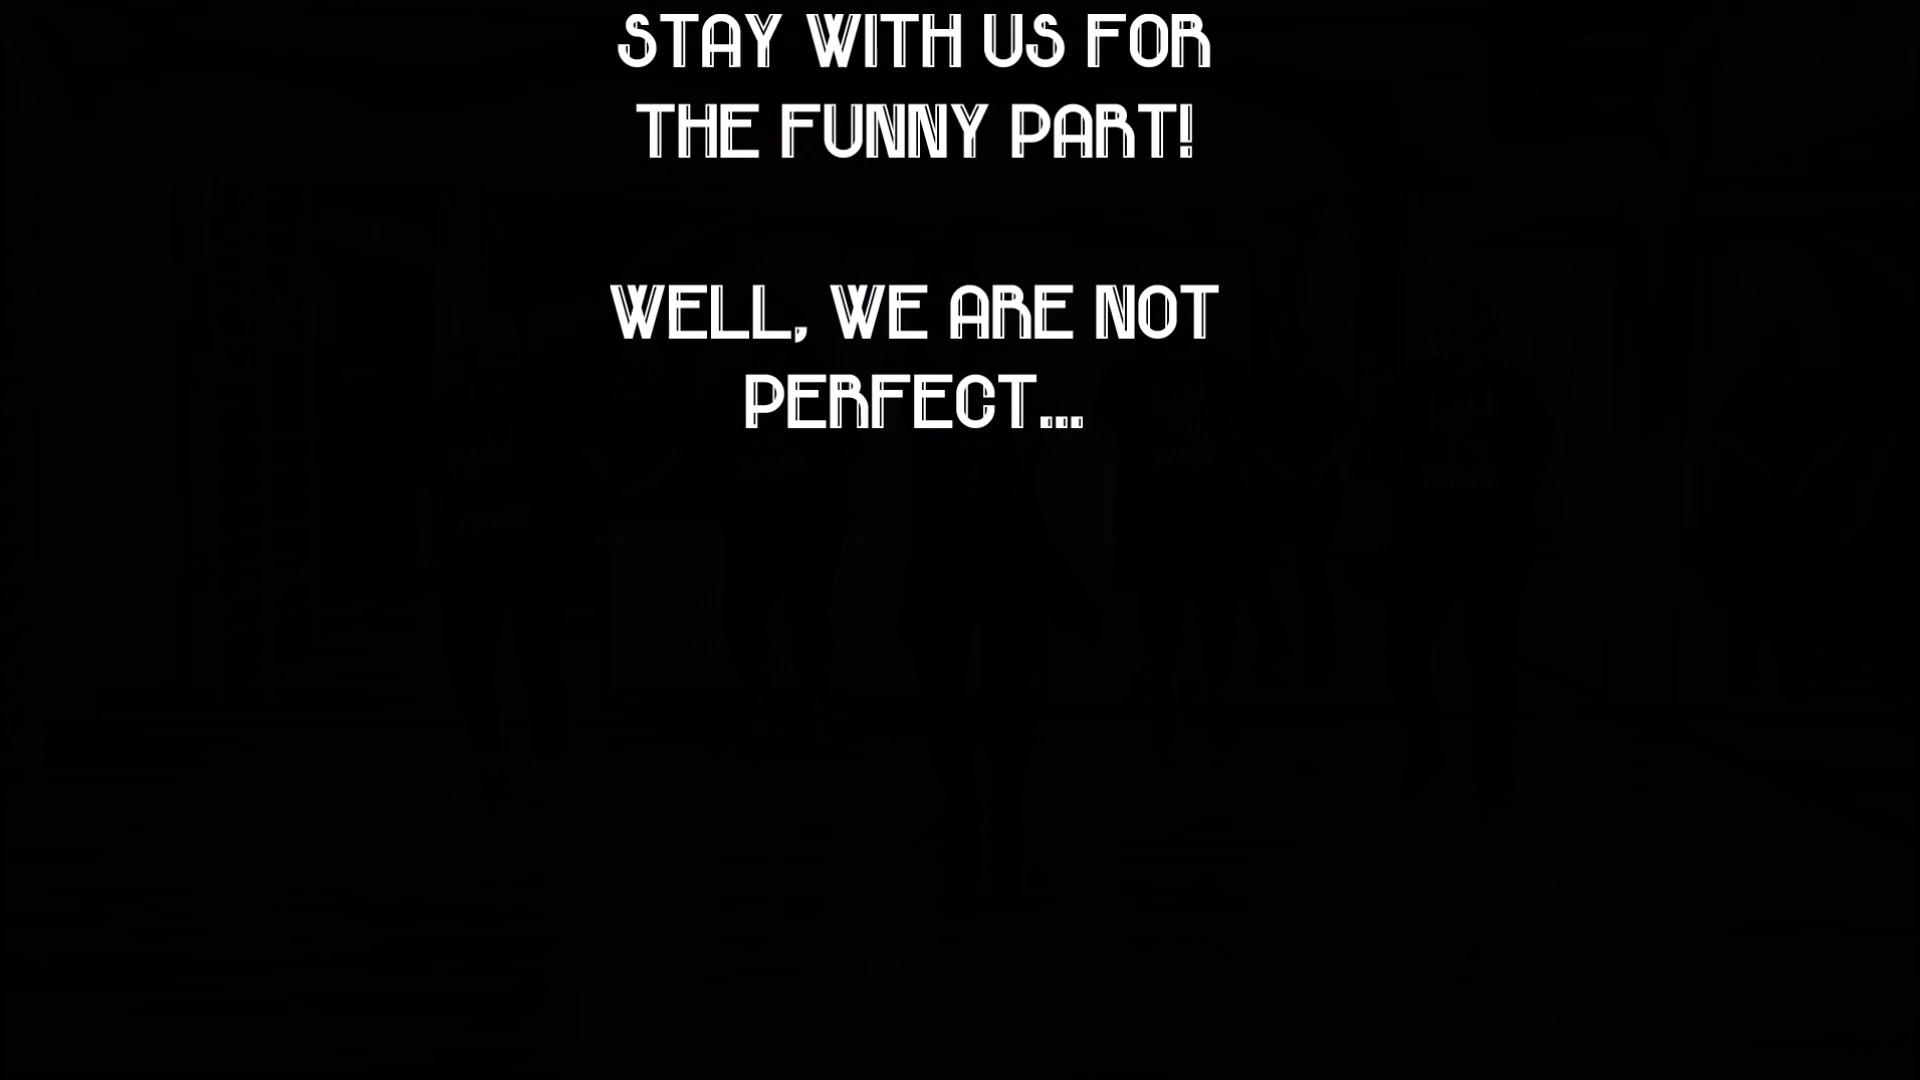 STAY WITH US FOR
THE FUNNY PART!
WELL, WE ARE NOT
PERFECT...